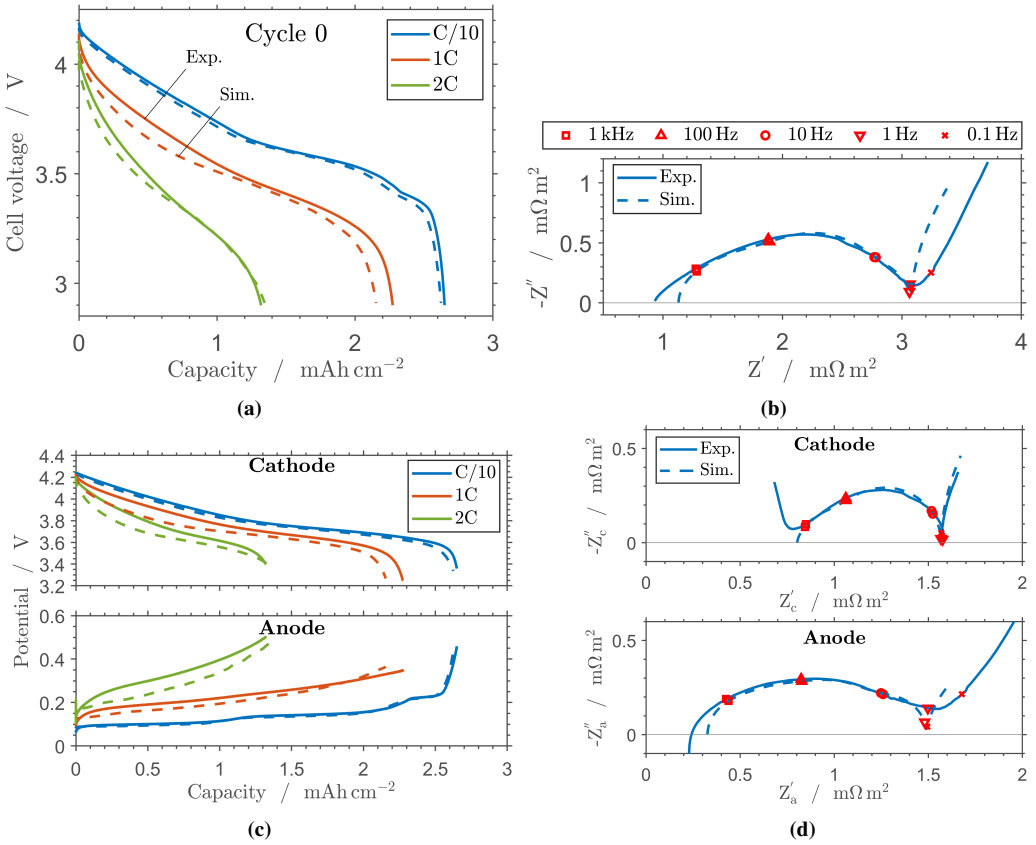 Cycle 0
C/10
1C
2C
Exp.
Sim.
4
3.5
3
0 1 2 3
Cell voltage / V
Capacity / mAh cm⁻²
(a)
1 kHz 100 Hz 10 Hz 1 Hz 0.1 Hz
Exp.
Sim.
1
0.5
0
1 2 3 4
-Z″ / mΩ m²
Z′ / mΩ m²
(b)
Cathode
C/10
1C
2C
4.4
4.2
4
3.8
3.6
3.4
3.2
Potential / V
Anode
0.6
0.4
0.2
0
0 0.5 1 1.5 2 2.5 3
Capacity / mAh cm⁻²
(c)
Cathode
Exp.
Sim.
0.5
0
0 0.5 1 1.5 2
-Z″c / mΩ m²
Z′c / mΩ m²
Anode
0.5
0
0 0.5 1 1.5 2
-Z″a / mΩ m²
Z′a / mΩ m²
(d)